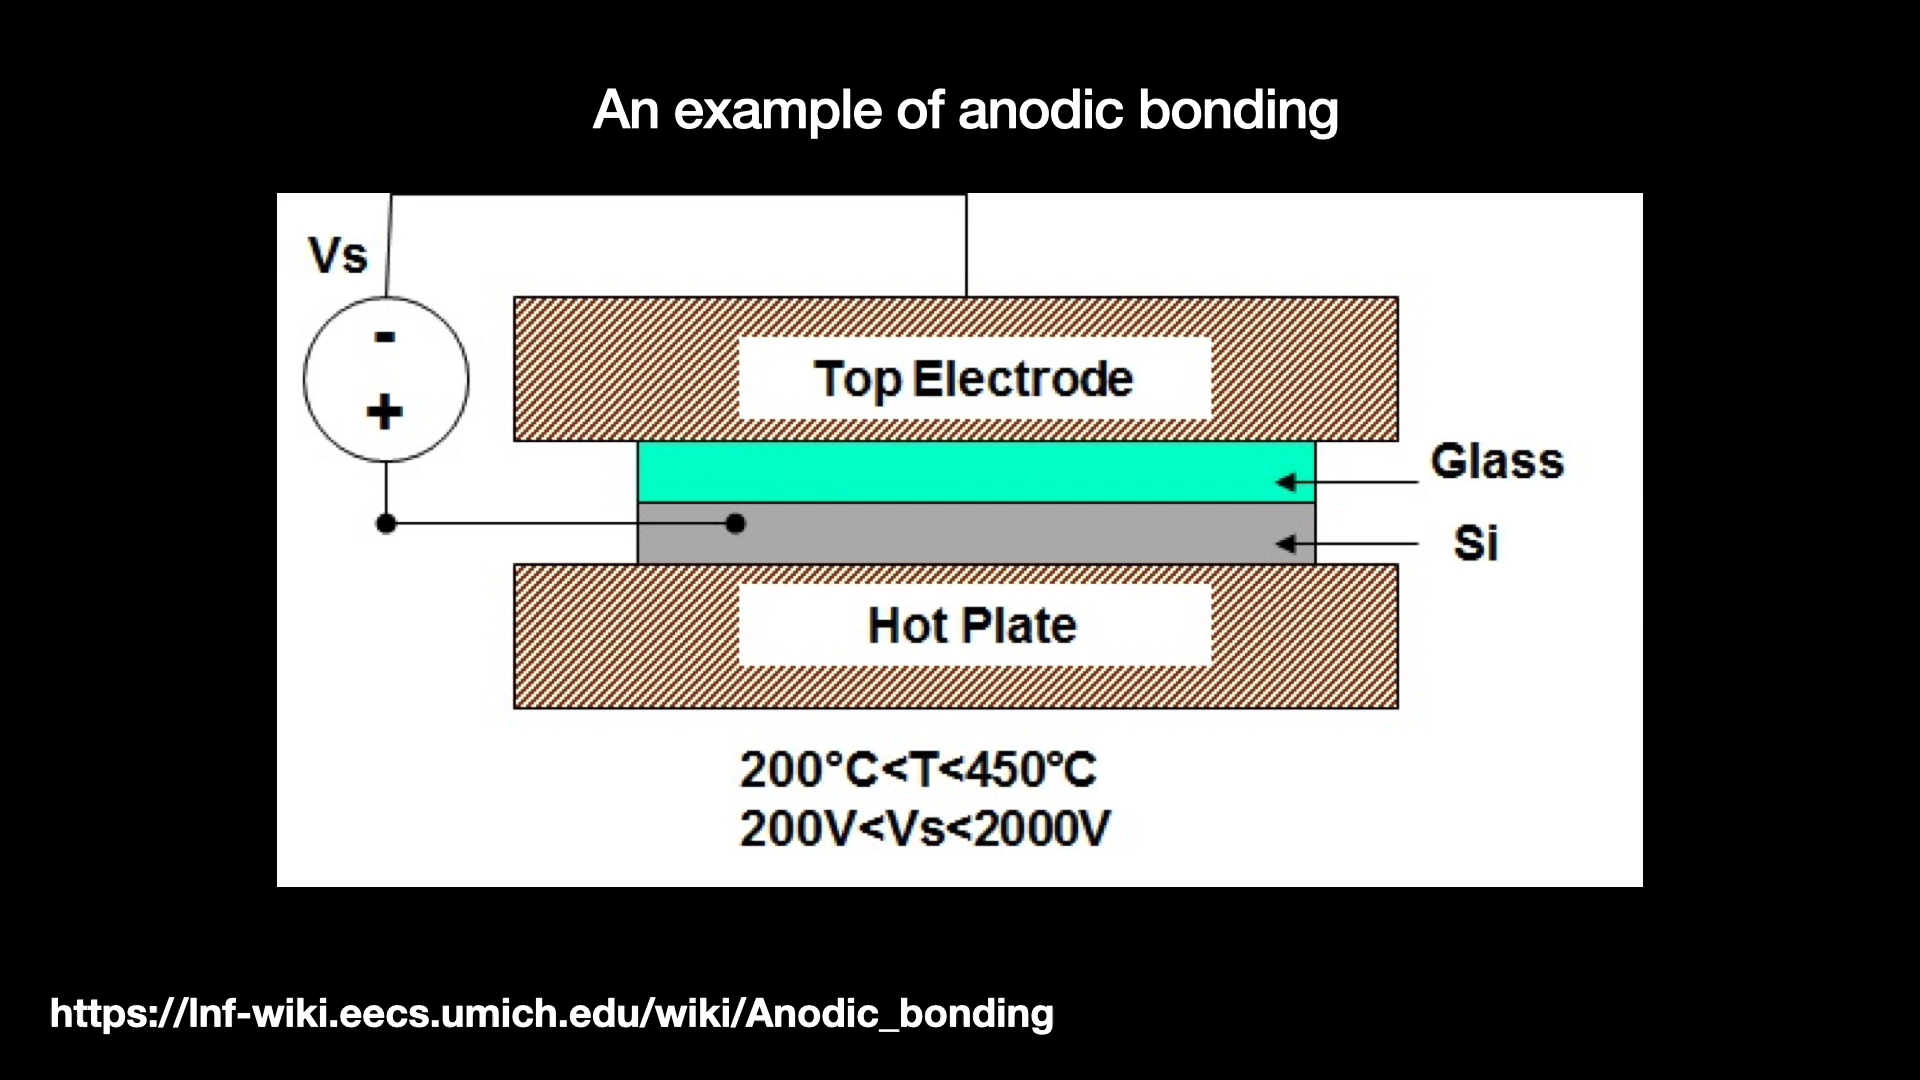 An example of anodic bonding
Vs
-
+
Top Electrode
Glass
Si
Hot Plate
200°C<T<450°C
200V<Vs<2000V
https://lnf-wiki.eecs.umich.edu/wiki/Anodic_bonding